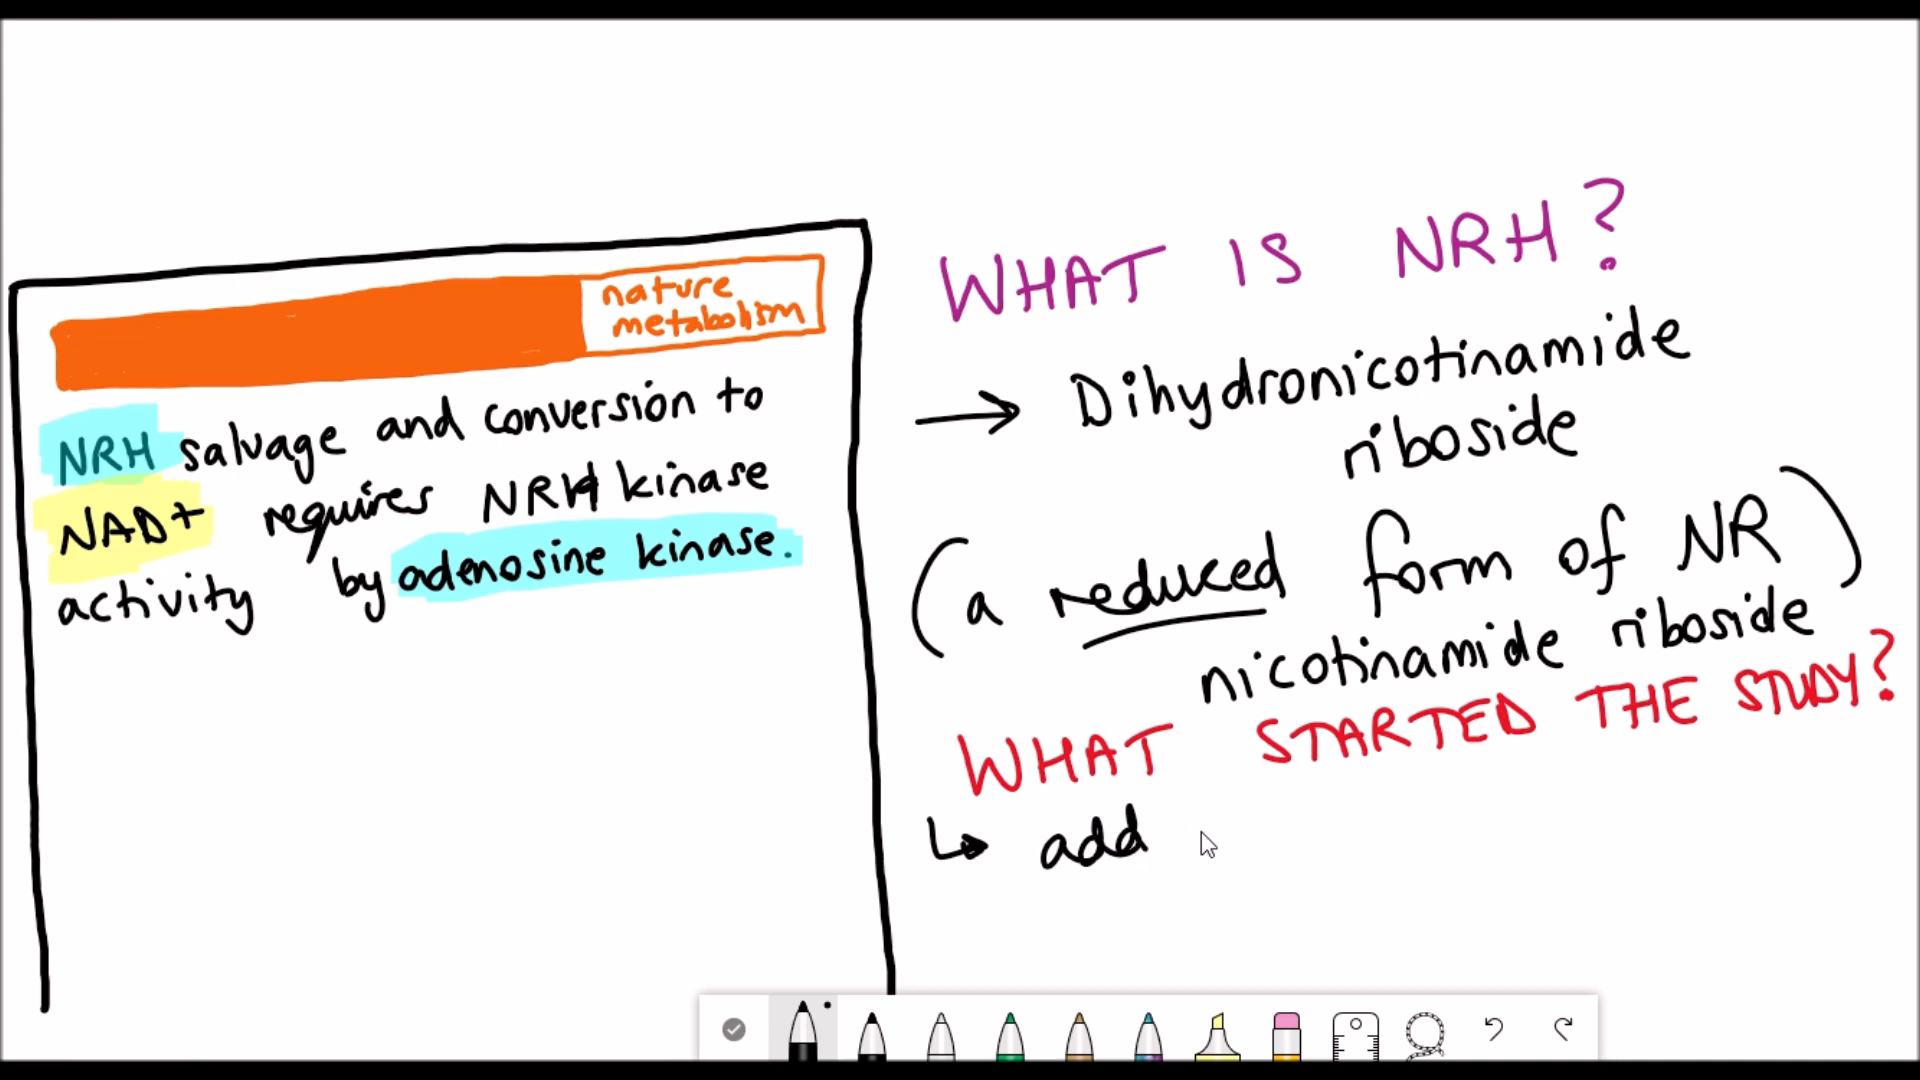 nature
metabolism
NRH salvage and conversion to
NAD+ requires NRH kinase
activity by adenosine kinase.
WHAT IS NRH?
→ Dihydronicotinamide
riboside
(a reduced form of NR)
nicotinamide riboside
WHAT STARTED THE STUDY?
↳ add